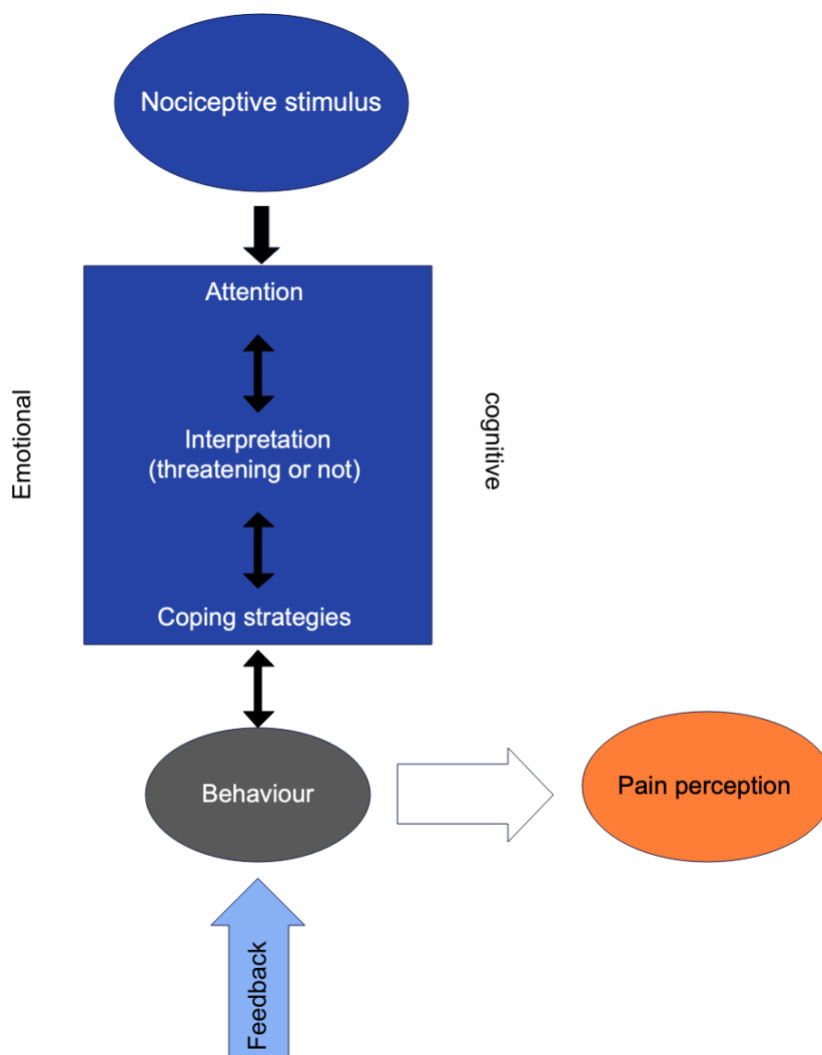 Nociceptive stimulus
Attention
Emotional
cognitive
Interpretation
(threatening or not)
Coping strategies
Behaviour
Pain perception
Feedback